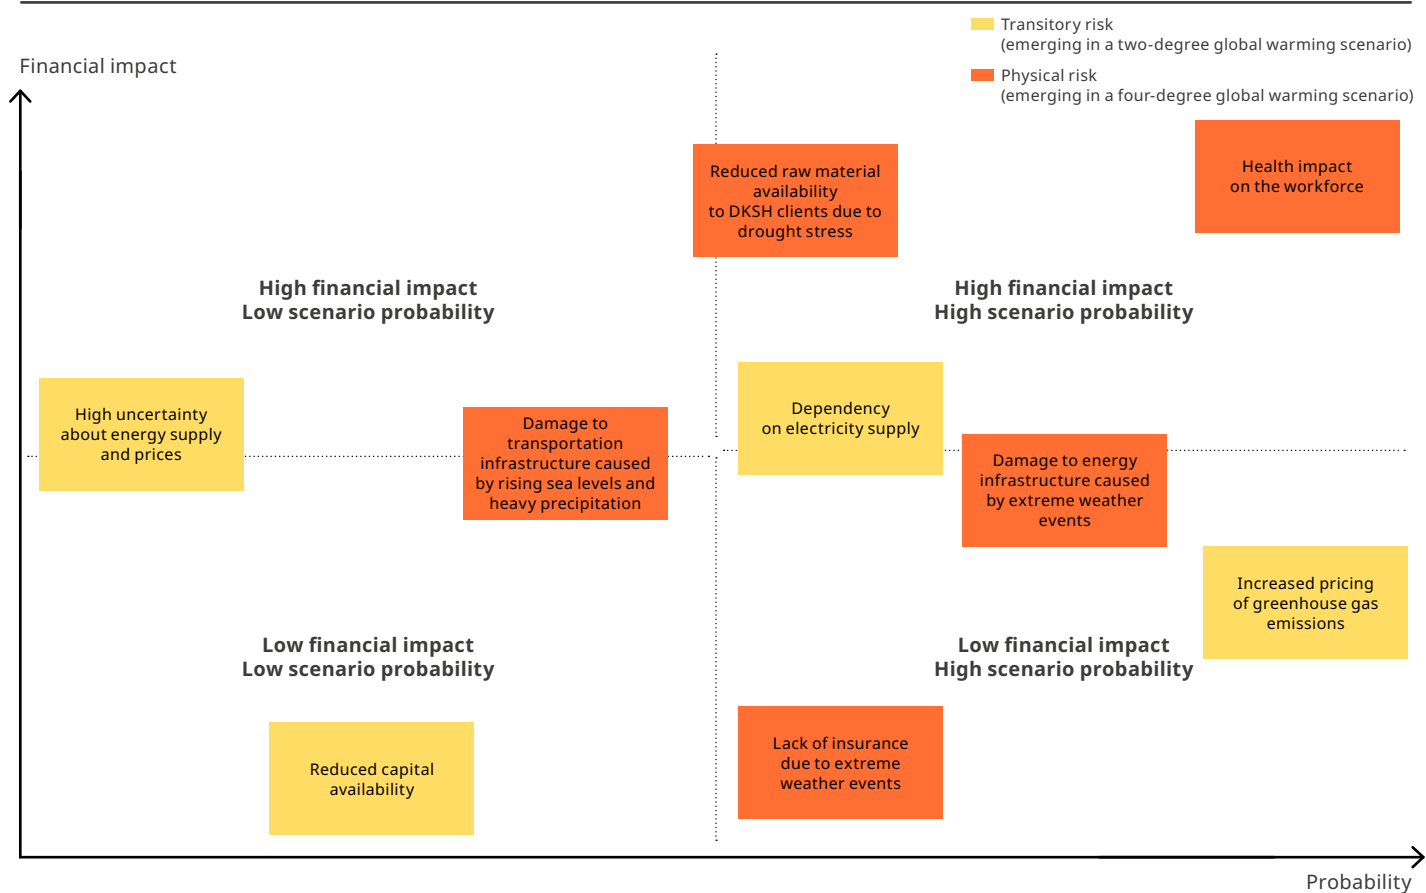 Transitory risk
(emerging in a two-degree global warming scenario)
Physical risk
(emerging in a four-degree global warming scenario)
Financial impact
Reduced raw material
availability
to DKSH clients due to
drought stress
Health impact
on the workforce
High financial impact
Low scenario probability
High financial impact
High scenario probability
High uncertainty
about energy supply
and prices
Damage to
transportation
infrastructure caused
by rising sea levels and
heavy precipitation
Dependency
on electricity supply
Damage to energy
infrastructure caused
by extreme weather
events
Increased pricing
of greenhouse gas
emissions
Low financial impact
Low scenario probability
Low financial impact
High scenario probability
Reduced capital
availability
Lack of insurance
due to extreme
weather events
Probability